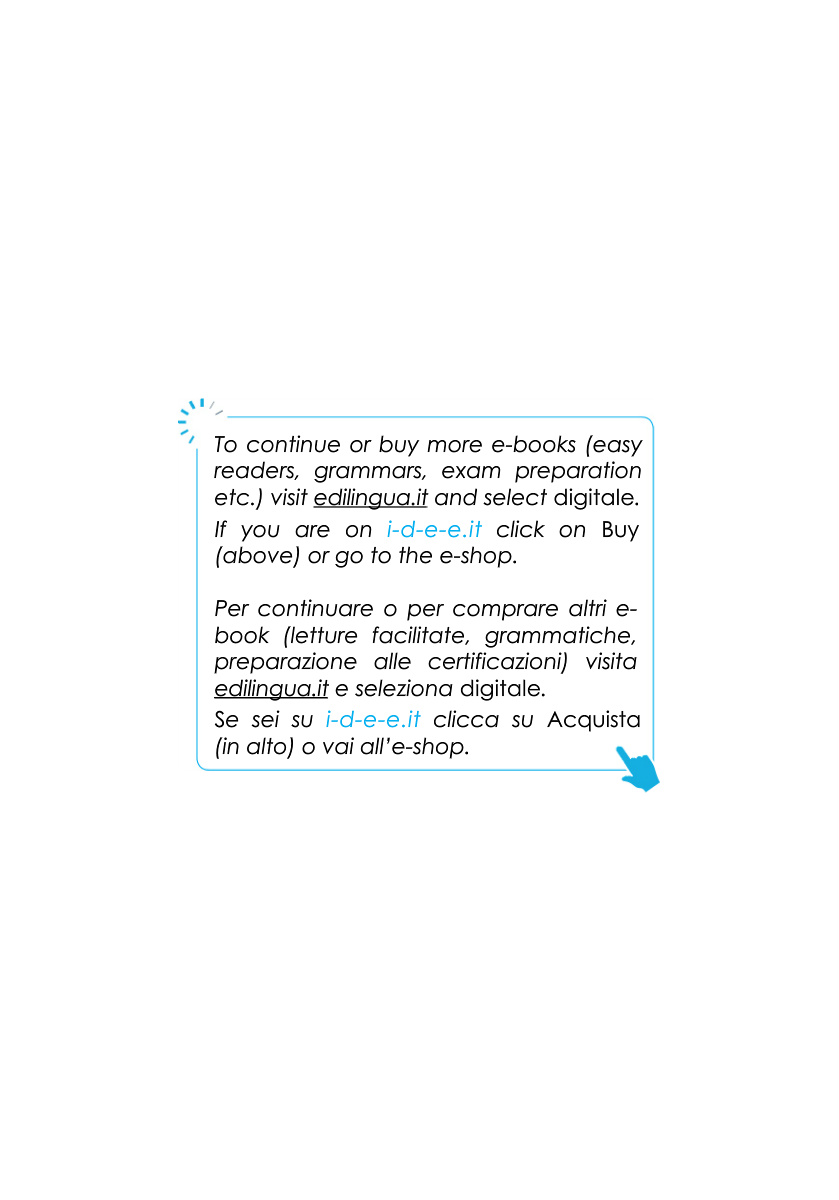 To continue or buy more e-books (easy
readers, grammars, exam preparation
etc.) visit edilingua.it and select digitale.
If you are on i-d-e-e.it click on Buy
(above) or go to the e-shop.
Per continuare o per comprare altri e-
book (letture facilitate, grammatiche,
preparazione alle certificazioni) visita
edilingua.it e seleziona digitale.
Se sei su i-d-e-e.it clicca su Acquista
(in alto) o vai all’e-shop.